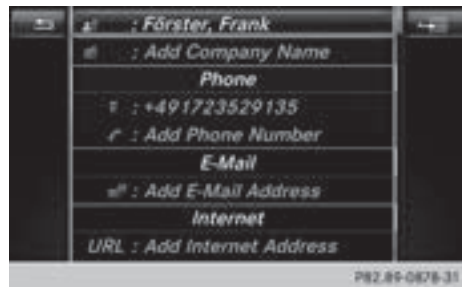 : Förster, Frank
: Add Company Name
Phone
: +491723529135
: Add Phone Number
E-Mail
: Add E-Mail Address
Internet
URL : Add Internet Address
P82.89-0878-31